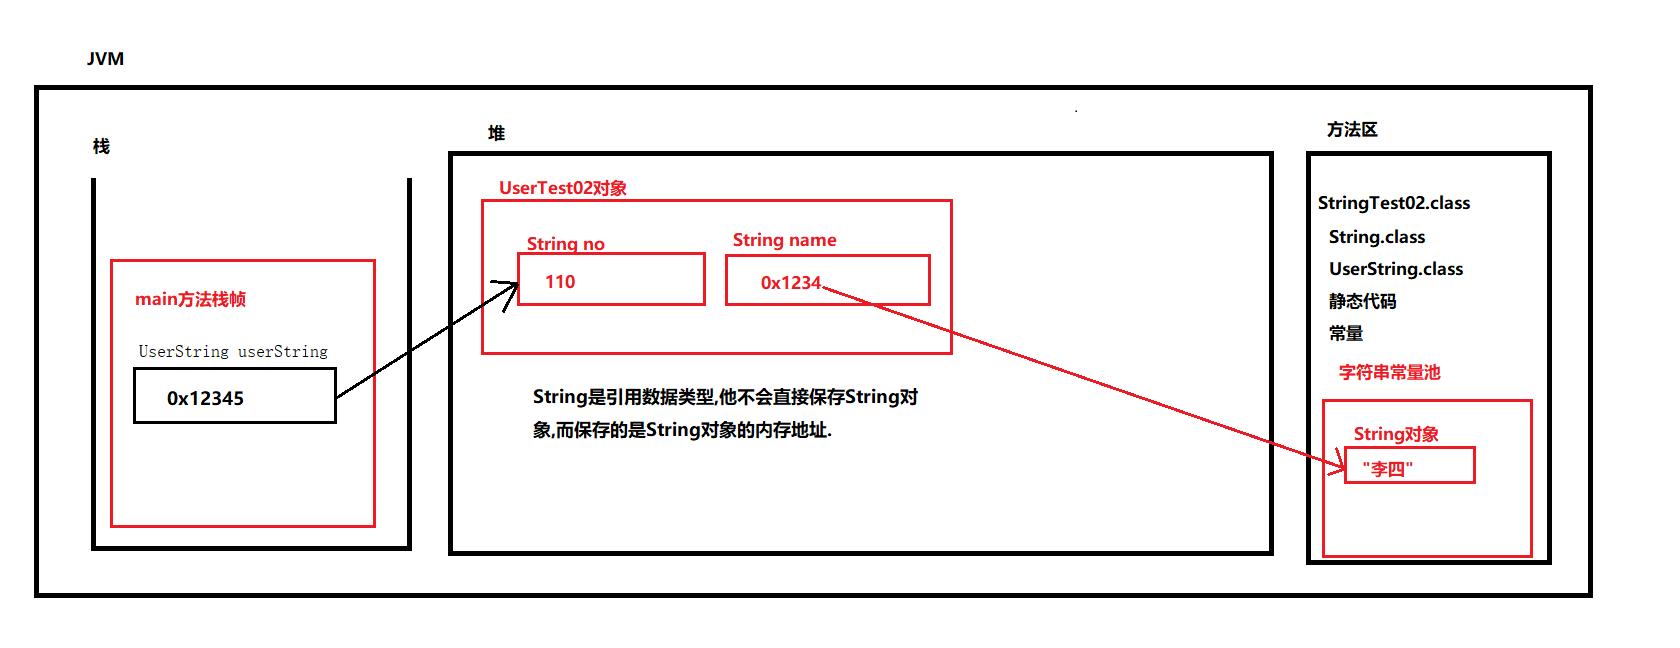 JVM
栈
堆
方法区
main方法栈帧
UserString userString
0x12345
UserTest02对象
String no
110
String name
0x1234
String是引用数据类型,他不会直接保存String对
象,而保存的是String对象的内存地址.
StringTest02.class
String.class
UserString.class
静态代码
常量
字符串常量池
String对象
"李四"